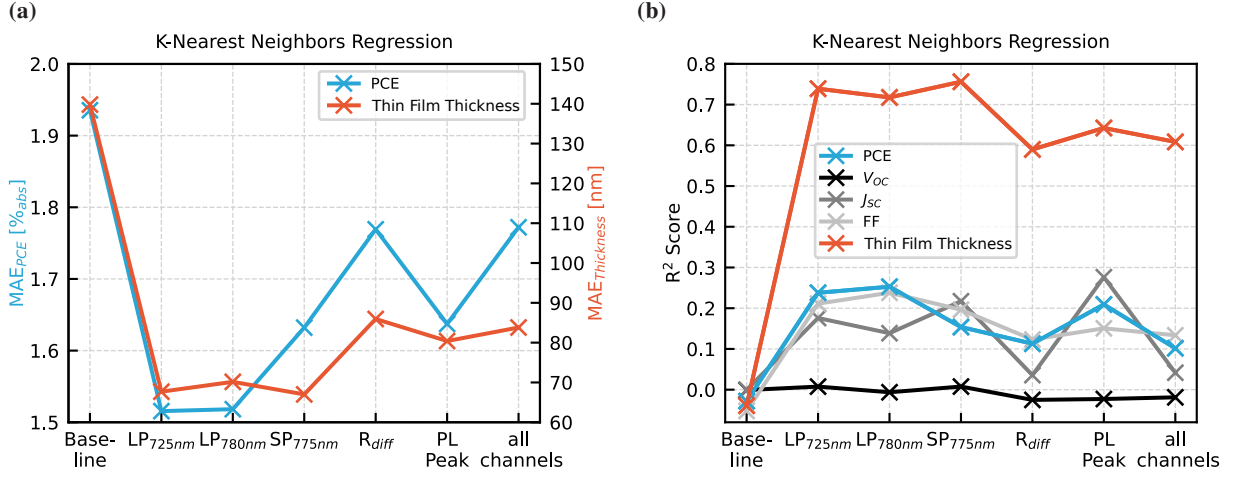 (a)
K-Nearest Neighbors Regression
2.0
1.9
1.8
1.7
1.6
1.5
MAE_PCE [%_abs]
150
140
130
120
110
100
90
80
70
60
MAE_Thickness [nm]
PCE
Thin Film Thickness
Base-
line
LP_725nm
LP_780nm
SP_775nm
R_diff
PL
Peak
all
channels
(b)
K-Nearest Neighbors Regression
0.8
0.7
0.6
0.5
0.4
0.3
0.2
0.1
0.0
R² Score
PCE
V_OC
J_SC
FF
Thin Film Thickness
Base-
line
LP_725nm
LP_780nm
SP_775nm
R_diff
PL
Peak
all
channels